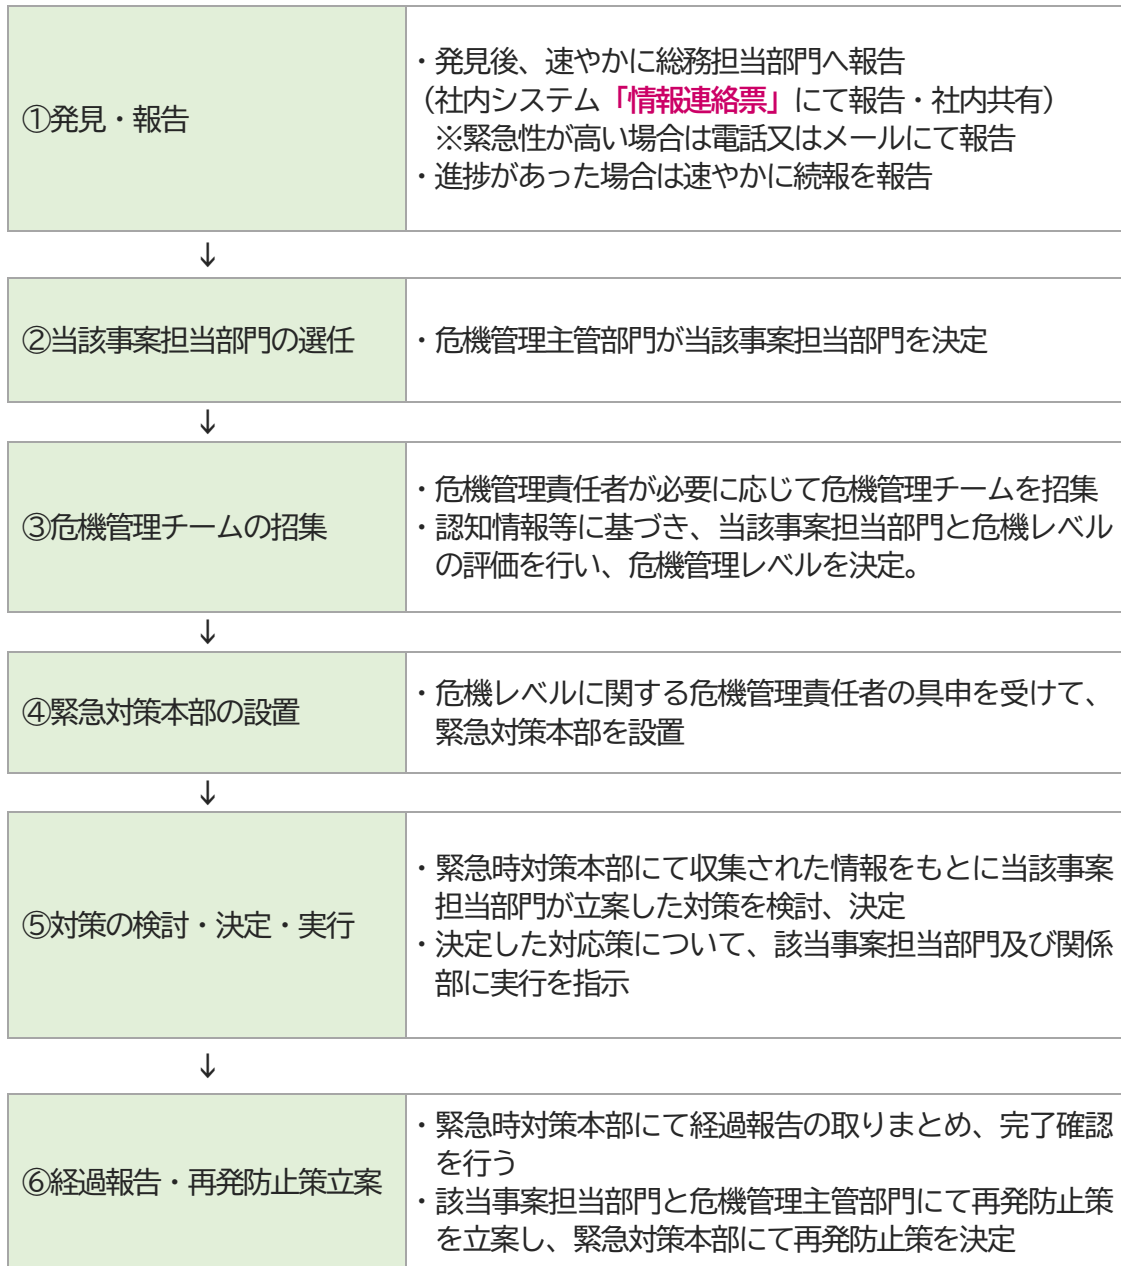 ①発見・報告
・発見後、速やかに総務担当部門へ報告
（社内システム「情報連絡票」にて報告・社内共有）
※緊急性が高い場合は電話又はメールにて報告
・進捗があった場合は速やかに続報を報告
↓
②当該事案担当部門の選任
・危機管理主管部門が当該事案担当部門を決定
↓
③危機管理チームの招集
・危機管理責任者が必要に応じて危機管理チームを招集
・認知情報等に基づき、当該事案担当部門と危機レベル
の評価を行い、危機管理レベルを決定。
↓
④緊急対策本部の設置
・危機レベルに関する危機管理責任者の具申を受けて、
緊急対策本部を設置
↓
⑤対策の検討・決定・実行
・緊急時対策本部にて収集された情報をもとに当該事案
担当部門が立案した対策を検討、決定
・決定した対応策について、該当事案担当部門及び関係
部に実行を指示
↓
⑥経過報告・再発防止策立案
・緊急時対策本部にて経過報告の取りまとめ、完了確認
を行う
・該当事案担当部門と危機管理主管部門にて再発防止策
を立案し、緊急対策本部にて再発防止策を決定